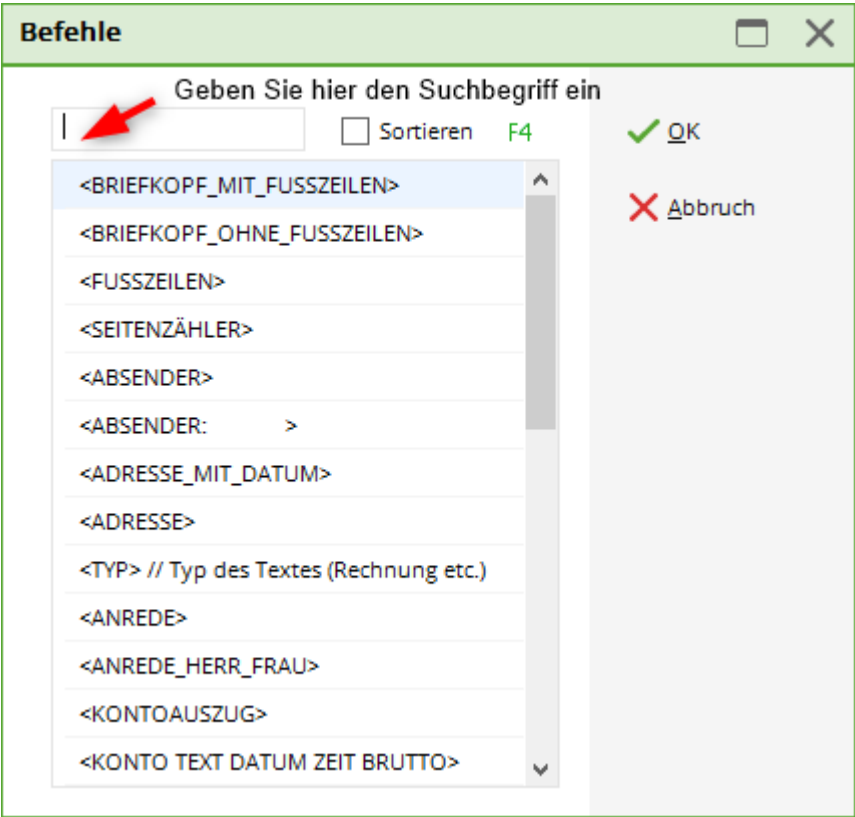 Befehle
Geben Sie hier den Suchbegriff ein
Sortieren F4
OK
Abbruch
<BRIEFKOPF_MIT_FUSSZEILEN>
<BRIEFKOPF_OHNE_FUSSZEILEN>
<FUSSZEILEN>
<SEITENZÄHLER>
<ABSENDER>
<ABSENDER:          >
<ADRESSE_MIT_DATUM>
<ADRESSE>
<TYP> // Typ des Textes (Rechnung etc.)
<ANREDE>
<ANREDE_HERR_FRAU>
<KONTOAUSZUG>
<KONTO TEXT DATUM ZEIT BRUTTO>